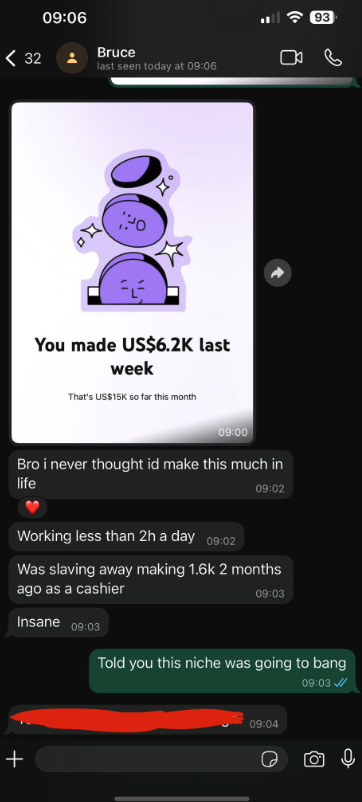 09:06
93
32
Bruce
last seen today at 09:06
You made US$6.2K last
week
That's US$15K so far this month
09:00
Bro i never thought id make this much in
life
09:02
Working less than 2h a day
09:02
Was slaving away making 1.6k 2 months
ago as a cashier
09:03
Insane
09:03
Told you this niche was going to bang
09:03
09:04